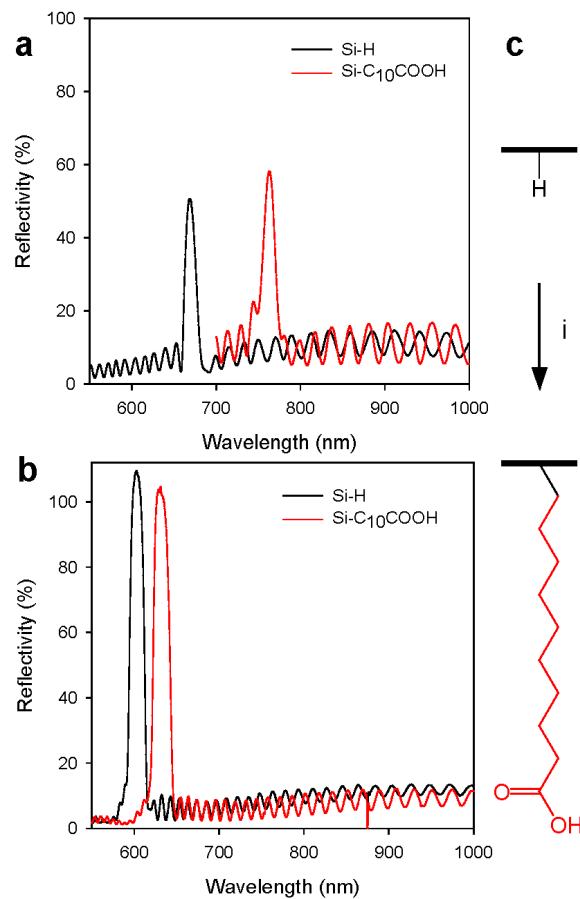 a
100
80
60
40
20
0
Reflectivity (%)
Si-H
Si-C10COOH
600 700 800 900 1000
Wavelength (nm)
c
H
i
b
100
80
60
40
20
0
Reflectivity (%)
Si-H
Si-C10COOH
600 700 800 900 1000
Wavelength (nm)
O
OH